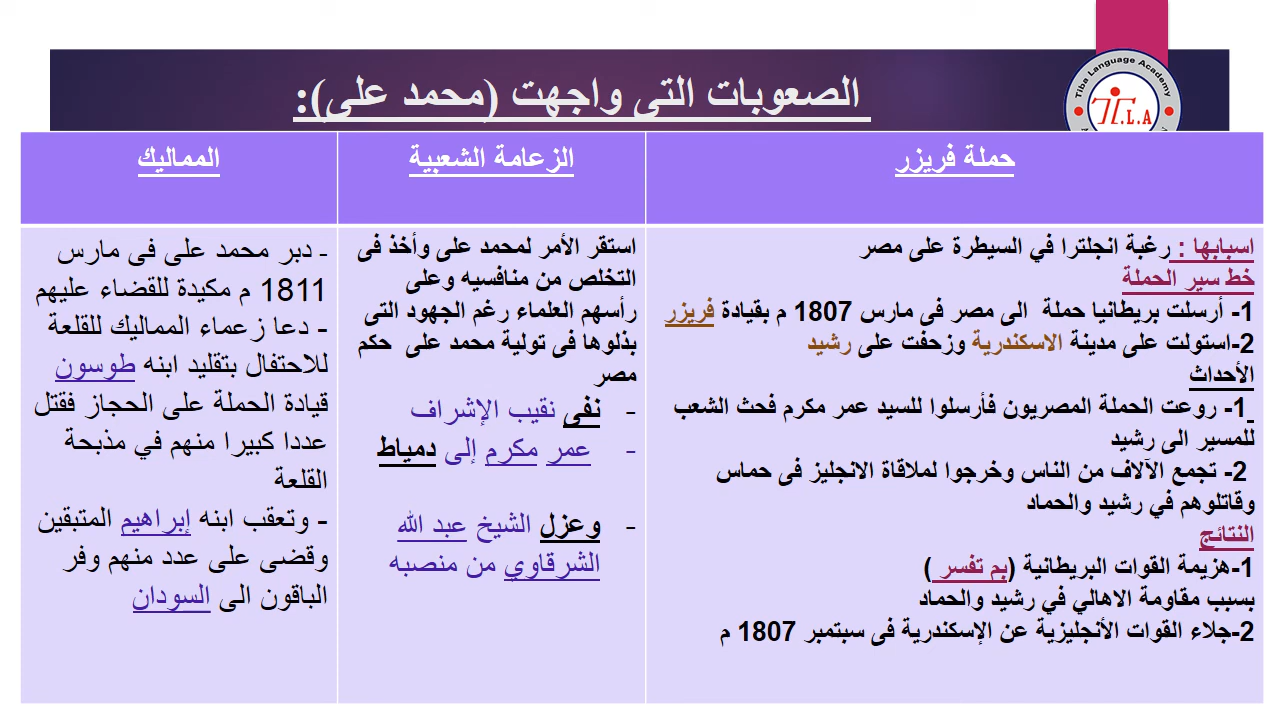 الصعوبات التى واجهت (محمد على):
Tiba Language Academy
T.L.A
حملة فريزر
الزعامة الشعبية
المماليك
اسبابها : رغبة انجلترا في السيطرة على مصر
خط سير الحملة
1- أرسلت بريطانيا حملة الى مصر فى مارس 1807 م بقيادة فريزر
2-استولت على مدينة الاسكندرية وزحفت على رشيد
الأحداث
1- روعت الحملة المصريون فأرسلوا للسيد عمر مكرم فحث الشعب
للمسير الى رشيد
2- تجمع الآلاف من الناس وخرجوا لملاقاة الانجليز فى حماس
وقاتلوهم في رشيد والحماد
النتائج
1-هزيمة القوات البريطانية (بم تفسر )
بسبب مقاومة الاهالي في رشيد والحماد
2-جلاء القوات الأنجليزية عن الإسكندرية فى سبتمبر 1807 م
استقر الأمر لمحمد على وأخذ فى
التخلص من منافسيه وعلى
رأسهم العلماء رغم الجهود التى
بذلوها فى تولية محمد على حكم
مصر
- نفى نقيب الإشراف
- عمر مكرم إلى دمياط
- وعزل الشيخ عبد الله
الشرقاوي من منصبه
- دبر محمد على فى مارس
1811 م مكيدة للقضاء عليهم
- دعا زعماء المماليك للقلعة
للاحتفال بتقليد ابنه طوسون
قيادة الحملة على الحجاز فقتل
عددا كبيرا منهم في مذبحة
القلعة
- وتعقب ابنه إبراهيم المتبقين
وقضى على عدد منهم وفر
الباقون الى السودان